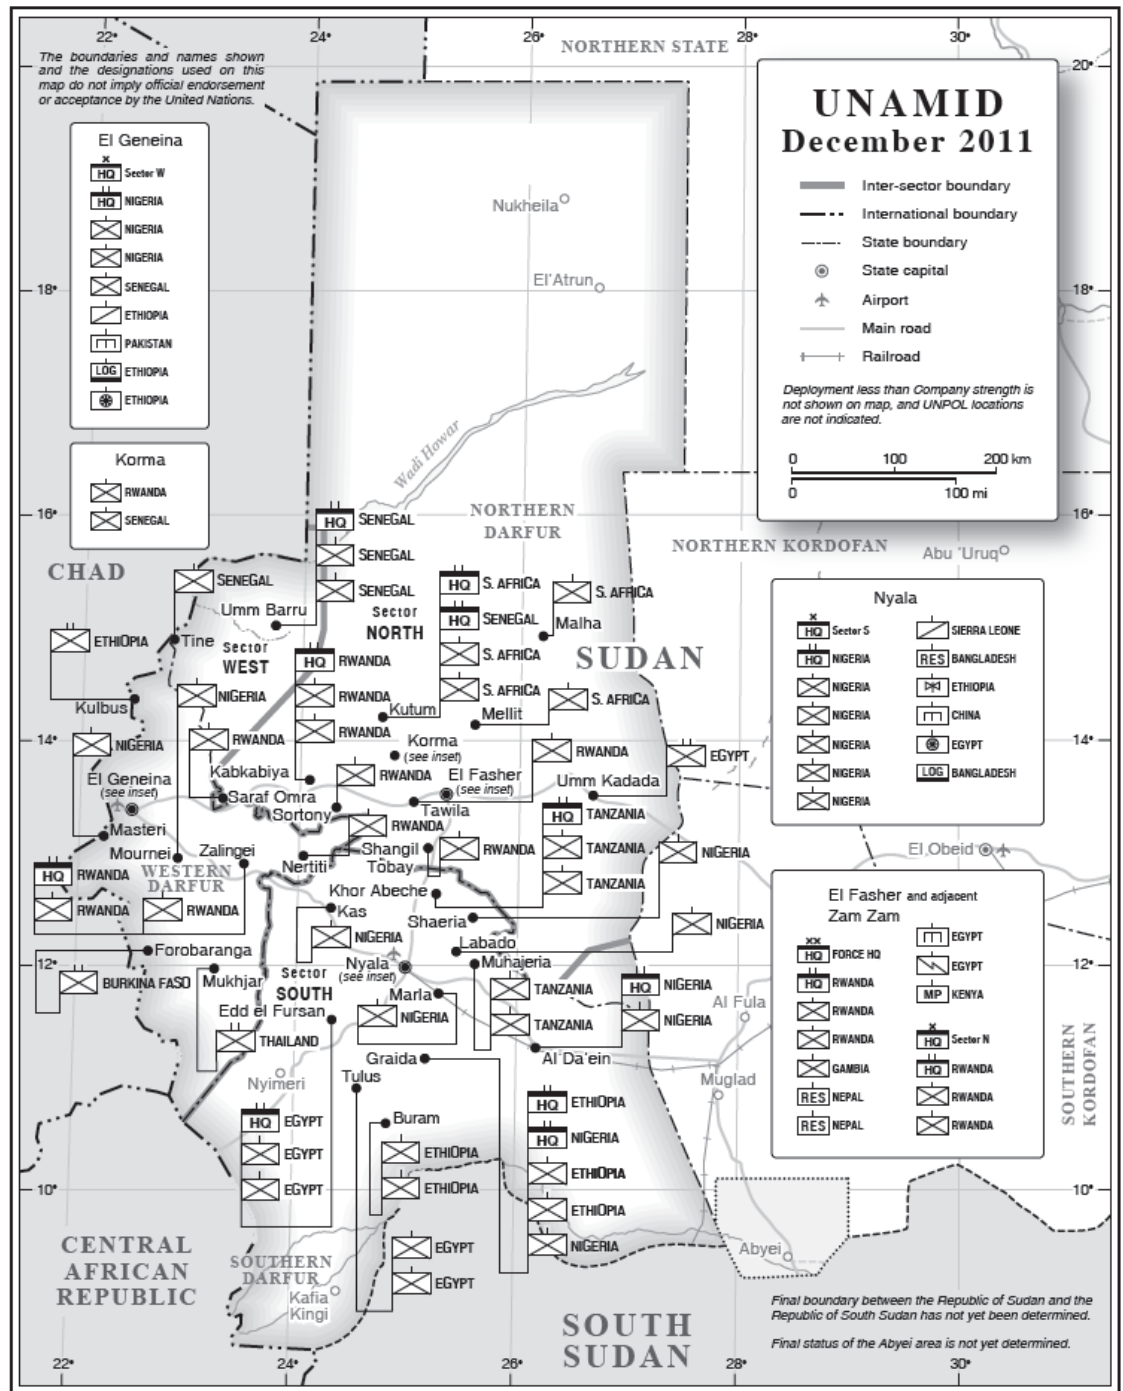 22°
24°
26°
30°
NORTHERN STATE
20°
The boundaries and names shown
and the designations used on this
map do not imply official endorsement
or acceptance by the United Nations.
UNAMID
December 2011
Inter-sector boundary
International boundary
State boundary
State capital
Airport
Main road
Railroad
Deployment less than Company strength is
not shown on map, and UNPOL locations
are not indicated.
0 100 200 km
0 100 mi
El Geneina
HQ Sector W
HQ NIGERIA
NIGERIA
NIGERIA
SENEGAL
ETHIOPIA
PAKISTAN
LOG ETHIOPIA
ETHIOPIA
Korma
RWANDA
SENEGAL
Nukheila
El'Atrun
18°
18°
Wadi Howar
16°
16°
NORTHERN
DARFUR
NORTHERN KORDOFAN
Abu 'Uruq
CHAD
HQ SENEGAL
SENEGAL
SENEGAL
SENEGAL
Umm Barru
Sector
NORTH
HQ S. AFRICA
HQ SENEGAL
S. AFRICA
S. AFRICA
S. AFRICA
Malha
ETHIOPIA
Tine
Sector
WEST
SUDAN
HQ RWANDA
RWANDA
RWANDA
Kulbus
NIGERIA
Kutum
Mellit
S. AFRICA
14°
14°
NIGERIA
RWANDA
Korma
(see inset)
RWANDA
EGYPT
El Geneina
(see inset)
Kabkabiya
RWANDA
El Fasher
(see inset)
Umm Kadada
Saraf Omra
Sortony
Tawila
HQ TANZANIA
TANZANIA
TANZANIA
Masteri
RWANDA
Mournei
Zalingei
Nertiti
Shangil
Tobay
RWANDA
NIGERIA
WESTERN
DARFUR
HQ RWANDA
RWANDA
RWANDA
Khor Abeche
Kas
Shaeria
NIGERIA
NIGERIA
Forobaranga
Labado
Nyala
(see inset)
Muhajeria
12°
12°
BURKINA FASO
Mukhjar
Sector
SOUTH
Marla
TANZANIA
TANZANIA
HQ NIGERIA
NIGERIA
Edd el Fursan
NIGERIA
THAILAND
Graida
Al Da'ein
Nyimeri
Tulus
Al Fula
Muglad
SOUTHERN
KORDOFAN
HQ EGYPT
EGYPT
EGYPT
Buram
ETHIOPIA
ETHIOPIA
HQ ETHIOPIA
HQ NIGERIA
ETHIOPIA
ETHIOPIA
NIGERIA
10°
10°
EGYPT
EGYPT
CENTRAL
AFRICAN
REPUBLIC
SOUTHERN
DARFUR
Kafia
Kingi
Abyei
SOUTH
SUDAN
Nyala
HQ Sector S
HQ NIGERIA
NIGERIA
NIGERIA
NIGERIA
NIGERIA
NIGERIA
SIERRA LEONE
RES BANGLADESH
ETHIOPIA
CHINA
EGYPT
LOG BANGLADESH
El Obeid
El Fasher and adjacent
Zam Zam
HQ FORCE HQ
HQ RWANDA
RWANDA
RWANDA
GAMBIA
RES NEPAL
RES NEPAL
EGYPT
EGYPT
MP KENYA
HQ Sector N
HQ RWANDA
RWANDA
RWANDA
Final boundary between the Republic of Sudan and the
Republic of South Sudan has not yet been determined.
Final status of the Abyei area is not yet determined.
22°
24°
26°
28°
30°